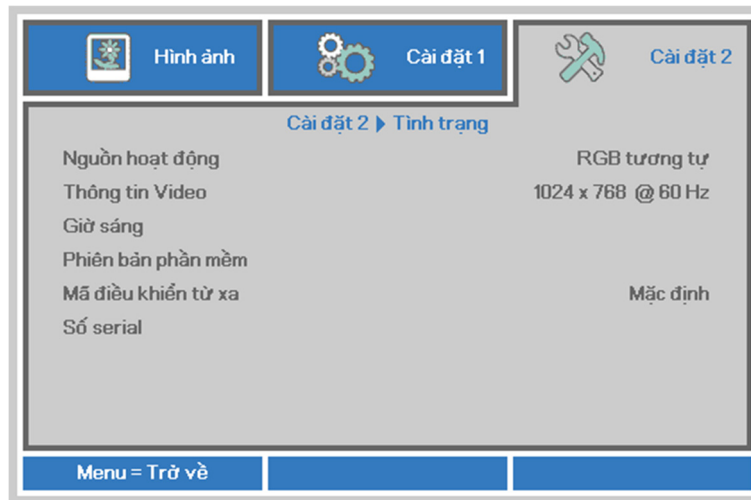 Hình ảnh
Cài đặt 1
Cài đặt 2
Cài đặt 2 ▶ Tình trạng
Nguồn hoạt động RGB tương tự
Thông tin Video 1024 x 768 @ 60 Hz
Giờ sáng
Phiên bản phần mềm
Mã điều khiển từ xa Mặc định
Số serial
Menu = Trở về